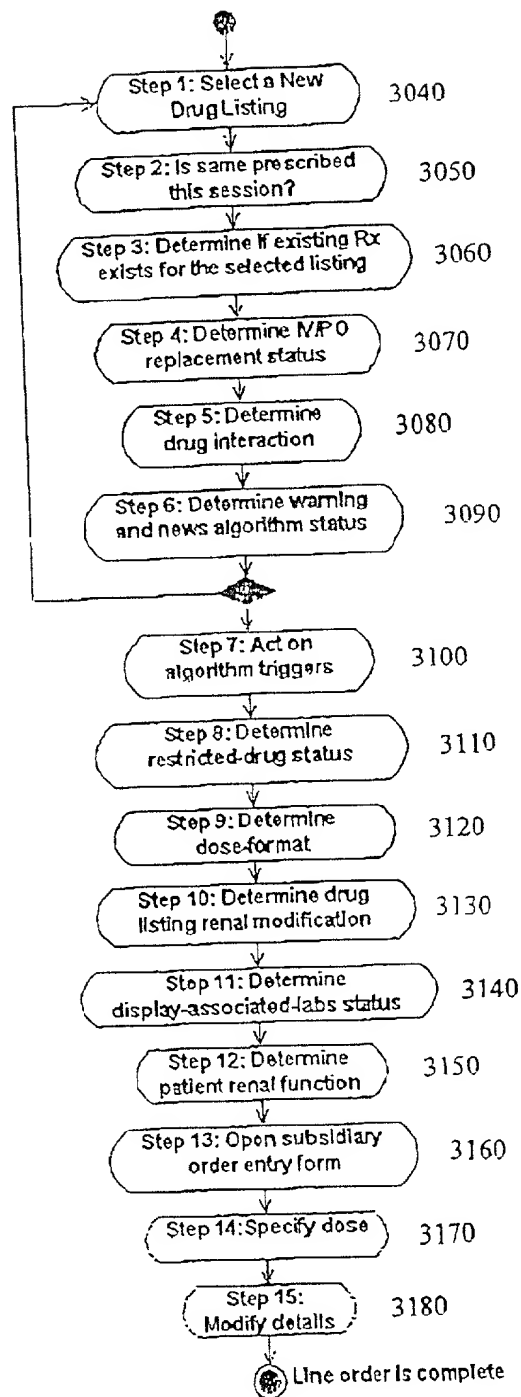 Step 1: Select a New
Drug Listing
3040
Step 2: Is same prescribed
this session?
3050
Step 3: Determine if existing Rx
exists for the selected listing
3060
Step 4: Determine IV/PO
replacement status
3070
Step 5: Determine
drug interaction
3080
Step 6: Determine warning
and news algorithm status
3090
Step 7: Act on
algorithm triggers
3100
Step 8: Determine
restricted-drug status
3110
Step 9: Determine
dose-format
3120
Step 10: Determine drug
listing renal modification
3130
Step 11: Determine
display-associated-labs status
3140
Step 12: Determine
patient renal function
3150
Step 13: Open subsidiary
order entry form
3160
Step 14: Specify dose
3170
Step 15:
Modify details
3180
Line order is complete